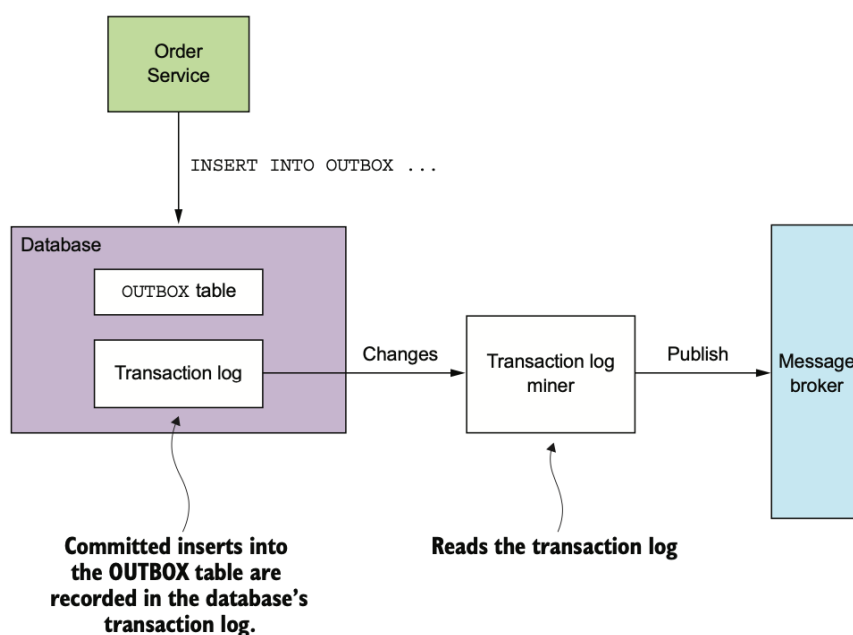 Order
Service
INSERT INTO OUTBOX ...
Database
OUTBOX table
Transaction log
Changes
Transaction log
miner
Publish
Message
broker
Committed inserts into
the OUTBOX table are
recorded in the database's
transaction log.
Reads the transaction log